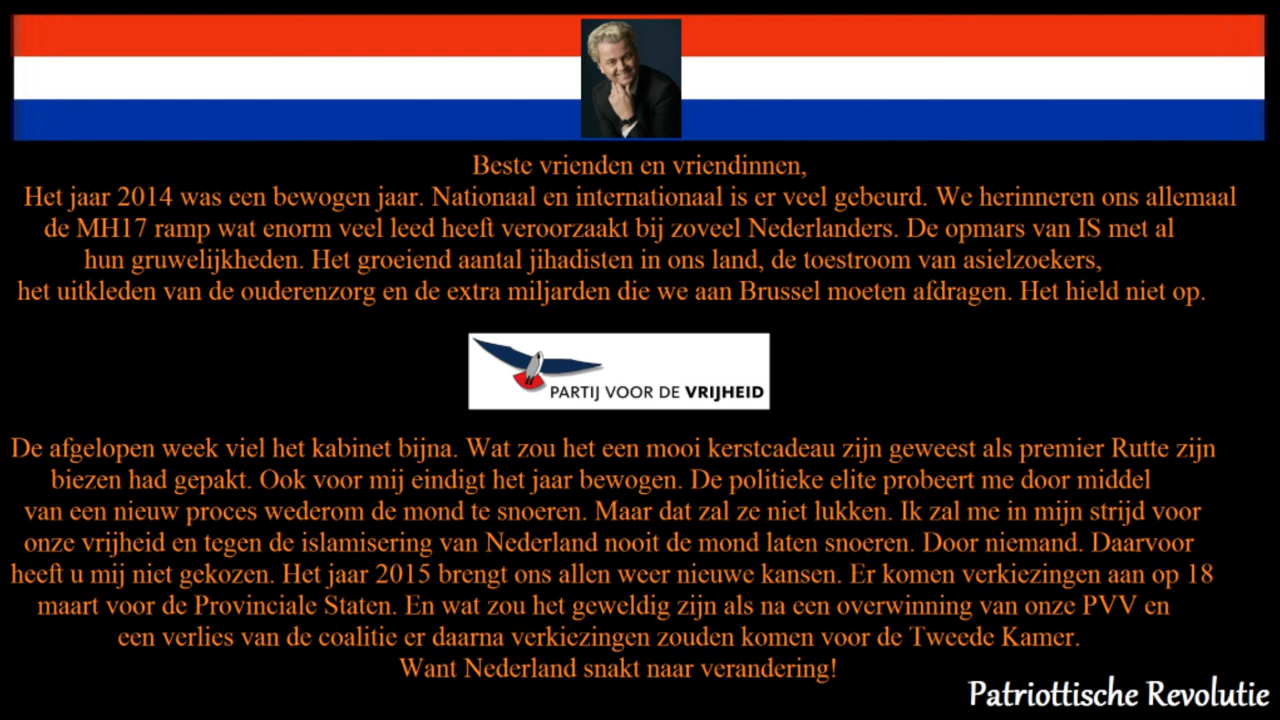 Beste vrienden en vriendinnen,
Het jaar 2014 was een bewogen jaar. Nationaal en internationaal is er veel gebeurd. We herinneren ons allemaal
de MH17 ramp wat enorm veel leed heeft veroorzaakt bij zoveel Nederlanders. De opmars van IS met al
hun gruwelijkheden. Het groeiend aantal jihadisten in ons land, de toestroom van asielzoekers,
het uitkleden van de ouderenzorg en de extra miljarden die we aan Brussel moeten afdragen. Het hield niet op.
PARTIJ VOOR DE VRIJHEID
De afgelopen week viel het kabinet bijna. Wat zou het een mooi kerstcadeau zijn geweest als premier Rutte zijn
biezen had gepakt. Ook voor mij eindigt het jaar bewogen. De politieke elite probeert me door middel
van een nieuw proces wederom de mond te snoeren. Maar dat zal ze niet lukken. Ik zal me in mijn strijd voor
onze vrijheid en tegen de islamisering van Nederland nooit de mond laten snoeren. Door niemand. Daarvoor
heeft u mij niet gekozen. Het jaar 2015 brengt ons allen weer nieuwe kansen. Er komen verkiezingen aan op 18
maart voor de Provinciale Staten. En wat zou het geweldig zijn als na een overwinning van onze PVV en
een verlies van de coalitie er daarna verkiezingen zouden komen voor de Tweede Kamer.
Want Nederland snakt naar verandering!
Patriottische Revolutie